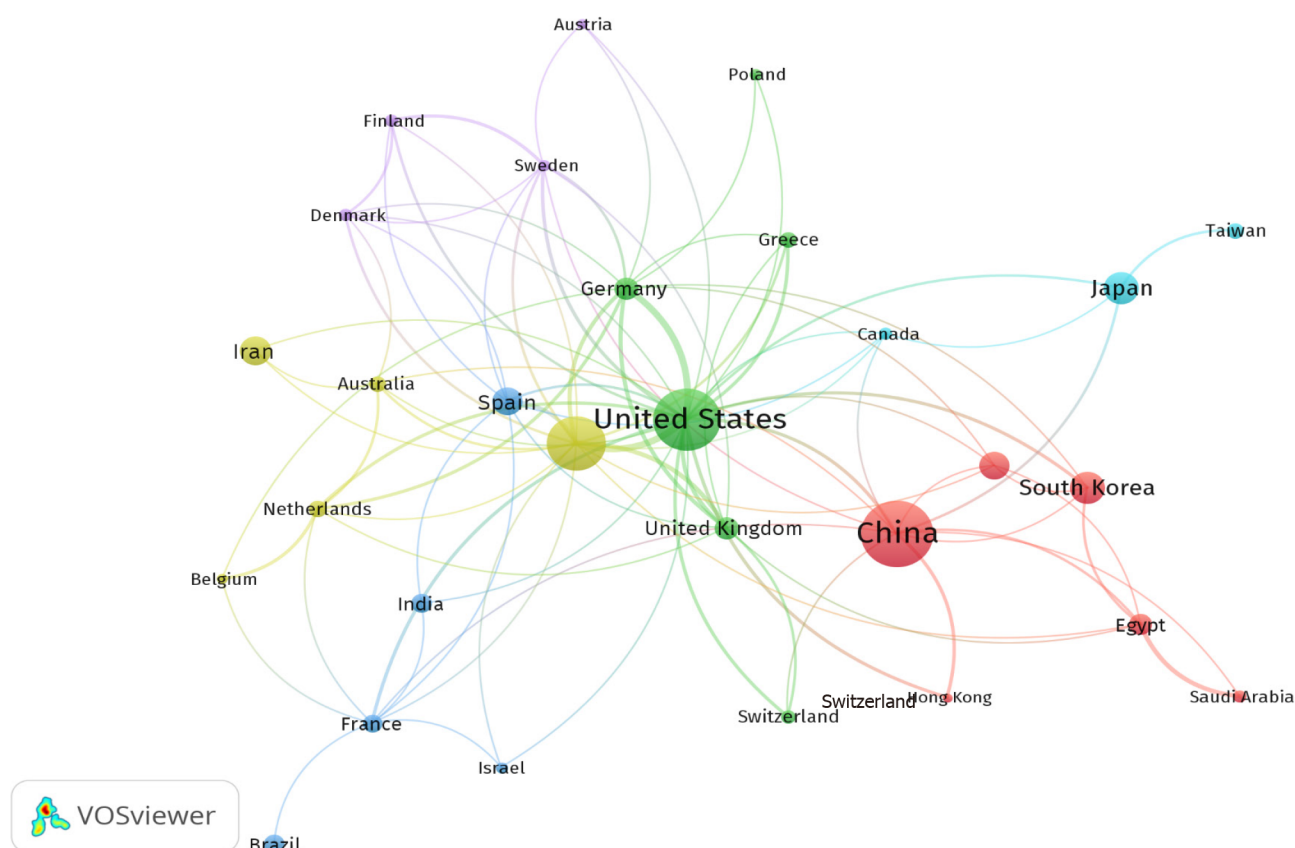 Austria
Poland
Finland
Sweden
Denmark
Taiwan
Greece
Germany
Japan
Canada
Iran
Australia
Spain
United States
South Korea
Netherlands
United Kingdom
China
Belgium
India
Egypt
Switzerland
Hong Kong
Saudi Arabia
Switzerland
France
Israel
VOSviewer
Brazil